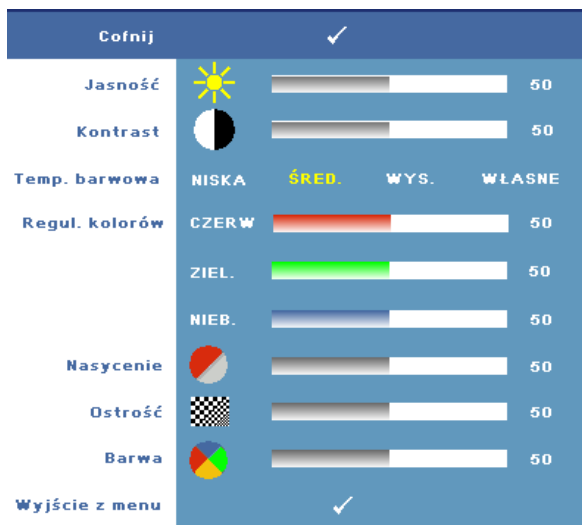 Cofnij
Jasność 50
Kontrast 50
Temp. barwowa NISKA ŚRED. WYS. WŁASNE
Regul. kolorów CZERW 50
ZIEL. 50
NIEB. 50
Nasycenie 50
Ostrość 50
Barwa 50
Wyjście z menu